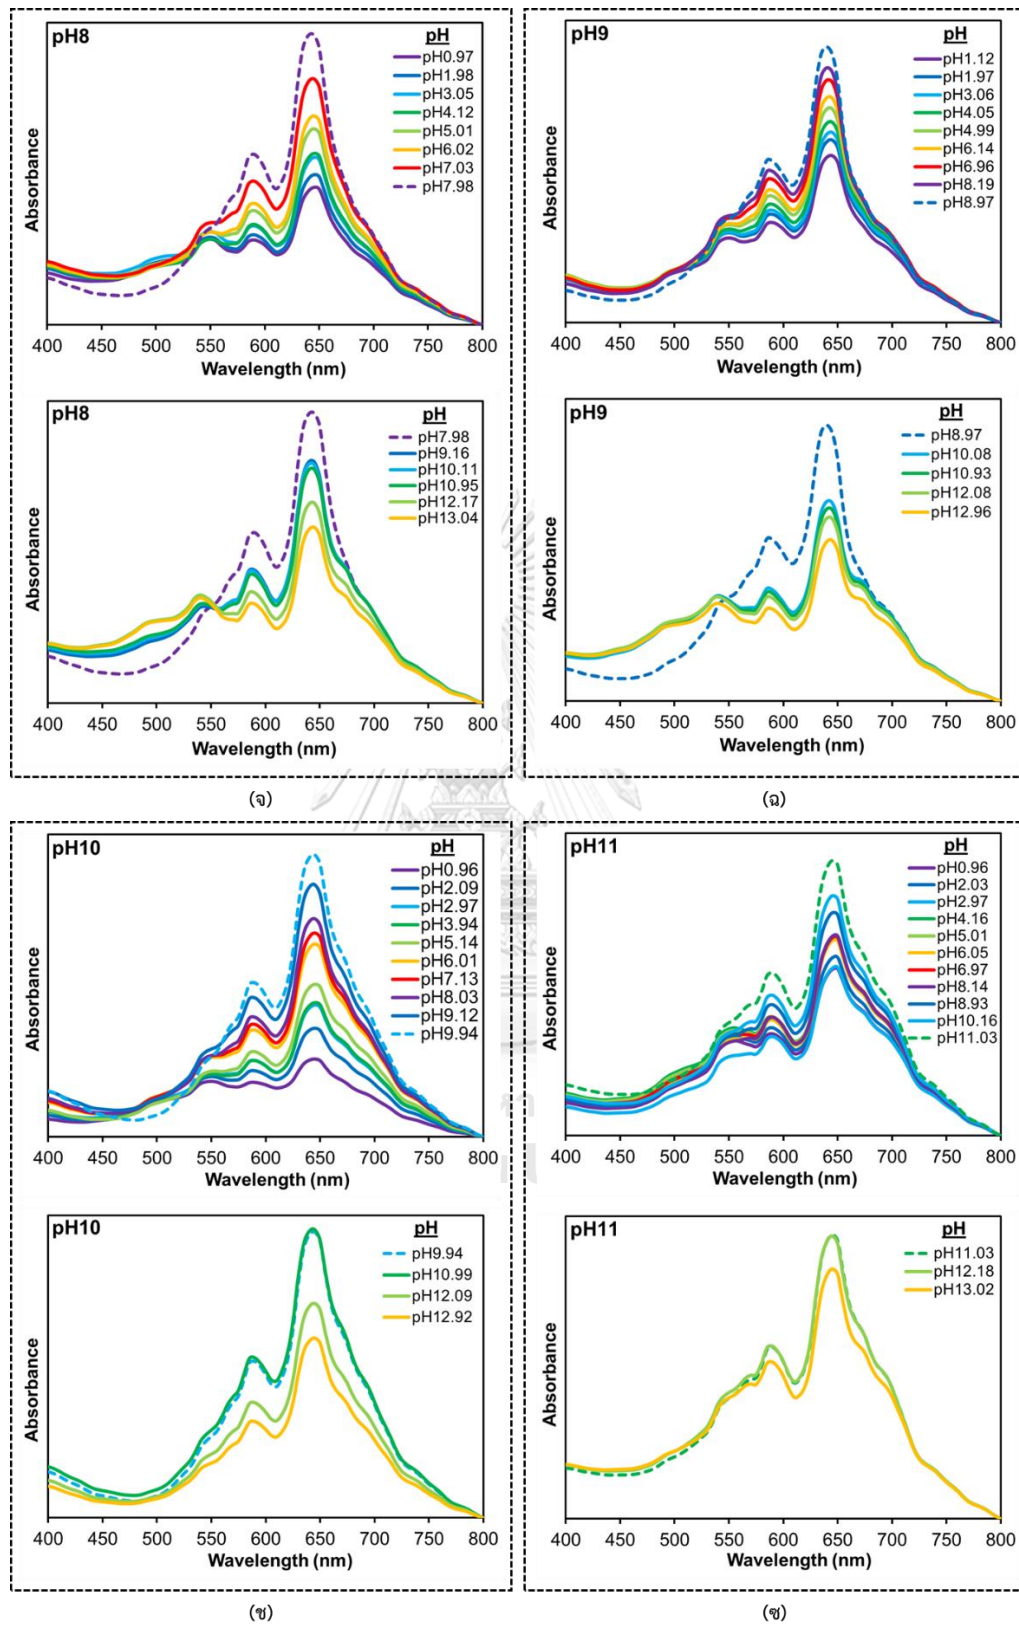 pH8
pH
pH0.97
pH1.98
pH3.05
pH4.12
pH5.01
pH6.02
pH7.03
pH7.98
Absorbance
400 450 500 550 600 650 700 750 800
Wavelength (nm)
pH8
pH
pH7.98
pH9.16
pH10.11
pH10.95
pH12.17
pH13.04
Absorbance
400 450 500 550 600 650 700 750 800
Wavelength (nm)
(จ)
pH9
pH
pH1.12
pH1.97
pH3.06
pH4.05
pH4.99
pH6.14
pH6.96
pH8.19
pH8.97
Absorbance
400 450 500 550 600 650 700 750 800
Wavelength (nm)
pH9
pH
pH8.97
pH10.08
pH10.93
pH12.08
pH12.96
Absorbance
400 450 500 550 600 650 700 750 800
Wavelength (nm)
(ฉ)
pH10
pH
pH0.96
pH2.09
pH2.97
pH3.94
pH5.14
pH6.01
pH7.13
pH8.03
pH9.12
pH9.94
Absorbance
400 450 500 550 600 650 700 750 800
Wavelength (nm)
pH10
pH
pH9.94
pH10.99
pH12.09
pH12.92
Absorbance
400 450 500 550 600 650 700 750 800
Wavelength (nm)
(ช)
pH11
pH
pH0.96
pH2.03
pH2.97
pH4.16
pH5.01
pH6.05
pH6.97
pH8.14
pH8.93
pH10.16
pH11.03
Absorbance
400 450 500 550 600 650 700 750 800
Wavelength (nm)
pH11
pH
pH11.03
pH12.18
pH13.02
Absorbance
400 450 500 550 600 650 700 750 800
Wavelength (nm)
(ซ)